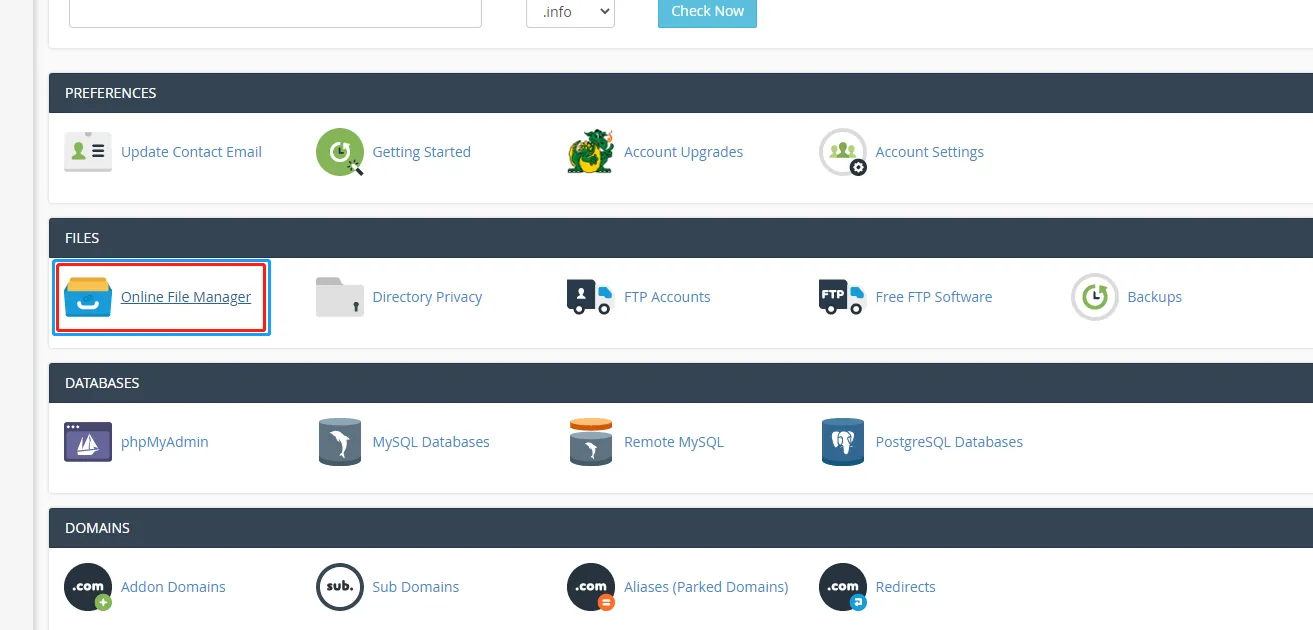 .info
Check Now
PREFERENCES
Update Contact Email
Getting Started
Account Upgrades
Account Settings
FILES
Online File Manager
Directory Privacy
FTP Accounts
FTP
Free FTP Software
Backups
DATABASES
phpMyAdmin
MySQL Databases
Remote MySQL
PostgreSQL Databases
DOMAINS
.com
Addon Domains
sub.
Sub Domains
.com
Aliases (Parked Domains)
.com
Redirects